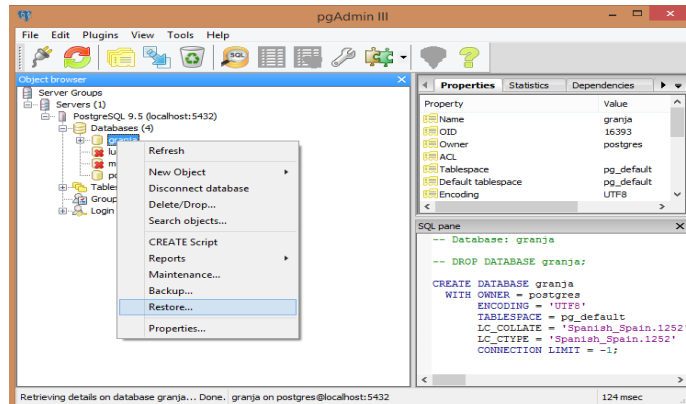 pgAdmin III
File Edit Plugins View Tools Help
SQL
Object browser
Server Groups
Servers (1)
PostgreSQL 9.5 (localhost:5432)
Databases (4)
granja
Refresh
New Object
Disconnect database
Delete/Drop...
Search objects...
CREATE Script
Reports
Maintenance...
Backup...
Restore...
Properties...
Group
Login
Properties Statistics Dependencies
Property Value
Name granja
OID 16393
Owner postgres
ACL
Tablespace pg_default
Default tablespace pg_default
Encoding UTF8
SQL pane
-- Database: granja
-- DROP DATABASE granja;
CREATE DATABASE granja
WITH OWNER = postgres
ENCODING = 'UTF8'
TABLESPACE = pg_default
LC_COLLATE = 'Spanish_Spain.1252'
LC_CTYPE = 'Spanish_Spain.1252'
CONNECTION LIMIT = -1;
Retrieving details on database granja... Done. granja on postgres@localhost:5432 124 msec